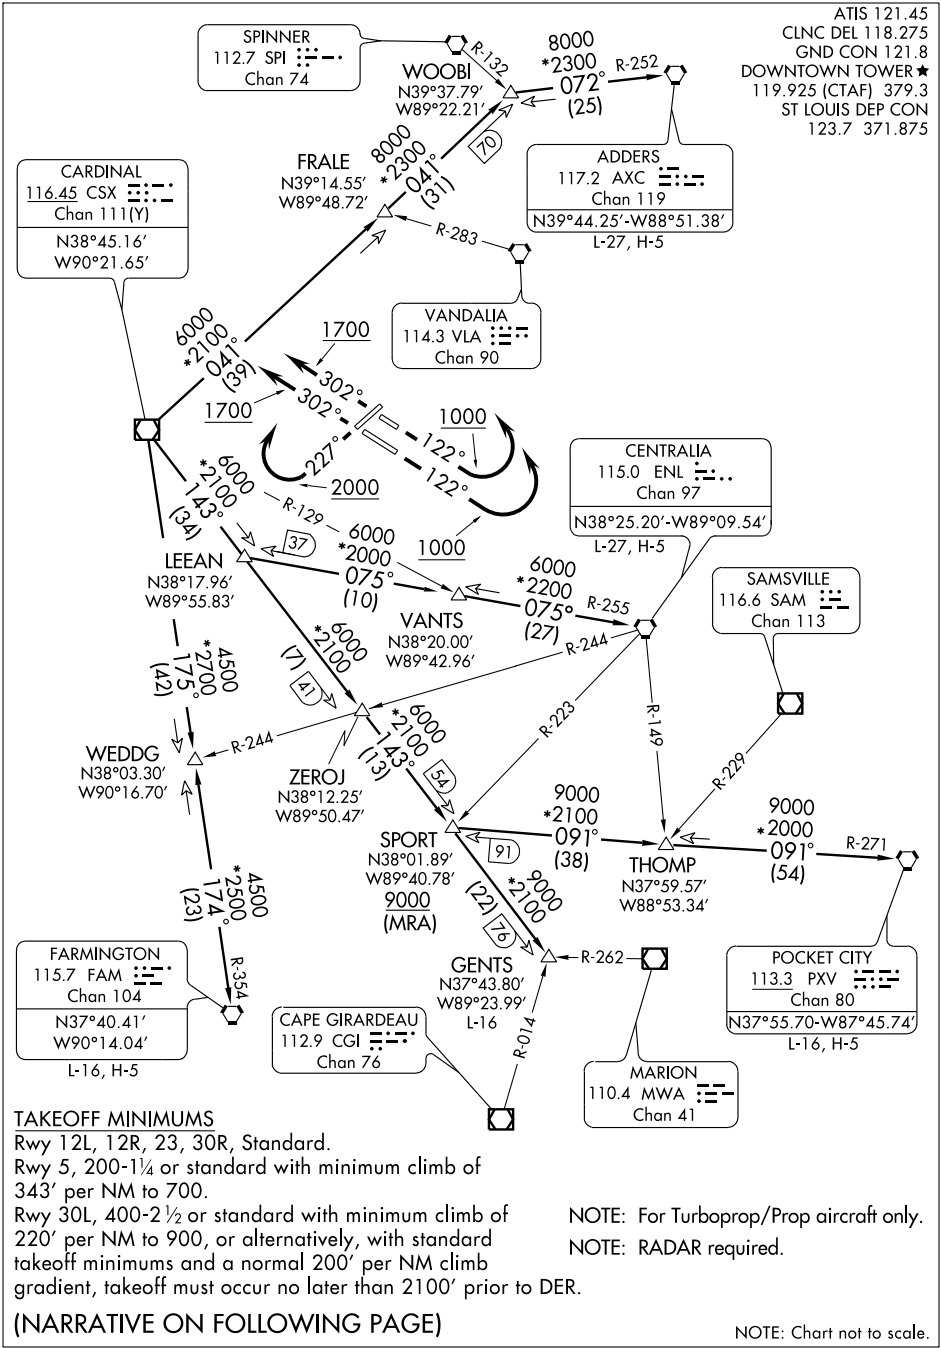 ATIS 121.45
CLNC DEL 118.275
GND CON 121.8
DOWNTOWN TOWER★
119.925 (CTAF) 379.3
ST LOUIS DEP CON
123.7 371.875
SPINNER
112.7 SPI
Chan 74
R-132
WOOBI
N39°37.79′
W89°22.21′
8000
*2300
072°
(25)
R-252
ADDERS
117.2 AXC
Chan 119
N39°44.25′-W88°51.38′
L-27, H-5
70
8000
*2300
041°
(31)
FRALE
N39°14.55′
W89°48.72′
R-283
VANDALIA
114.3 VLA
Chan 90
CARDINAL
116.45 CSX
Chan 111(Y)
N38°45.16′
W90°21.65′
6000
*2100
041°
(39)
1700
302°
1700
302°
227°
2000
1000
122°
122°
1000
CENTRALIA
115.0 ENL
Chan 97
N38°25.20′-W89°09.54′
L-27, H-5
6000
*2100
143°
(34)
R-129
37
LEEAN
N38°17.96′
W89°55.83′
6000
*2000
075°
(10)
VANTS
N38°20.00′
W89°42.96′
6000
*2200
075°
(27)
R-255
SAMSVILLE
116.6 SAM
Chan 113
R-244
R-223
R-149
R-229
6000
*2100
(7)
41
4500
*2700
175°
(42)
R-244
WEDDG
N38°03.30′
W90°16.70′
ZEROJ
N38°12.25′
W89°50.47′
6000
*2100
143°
(13)
54
SPORT
N38°01.89′
W89°40.78′
9000
(MRA)
91
9000
*2100
091°
(38)
THOMP
N37°59.57′
W88°53.34′
9000
*2000
091°
(54)
R-271
9000
*2100
(22)
76
GENTS
N37°43.80′
W89°23.99′
L-16
R-262
R-014
4500
*2500
174°
(23)
R-354
FARMINGTON
115.7 FAM
Chan 104
N37°40.41′
W90°14.04′
L-16, H-5
CAPE GIRARDEAU
112.9 CGI
Chan 76
MARION
110.4 MWA
Chan 41
POCKET CITY
113.3 PXV
Chan 80
N37°55.70-W87°45.74′
L-16, H-5
TAKEOFF MINIMUMS
Rwy 12L, 12R, 23, 30R, Standard.
Rwy 5, 200-1¼ or standard with minimum climb of
343′ per NM to 700.
Rwy 30L, 400-2½ or standard with minimum climb of
220′ per NM to 900, or alternatively, with standard
takeoff minimums and a normal 200′ per NM climb
gradient, takeoff must occur no later than 2100′ prior to DER.
NOTE: For Turboprop/Prop aircraft only.
NOTE: RADAR required.
(NARRATIVE ON FOLLOWING PAGE)
NOTE: Chart not to scale.